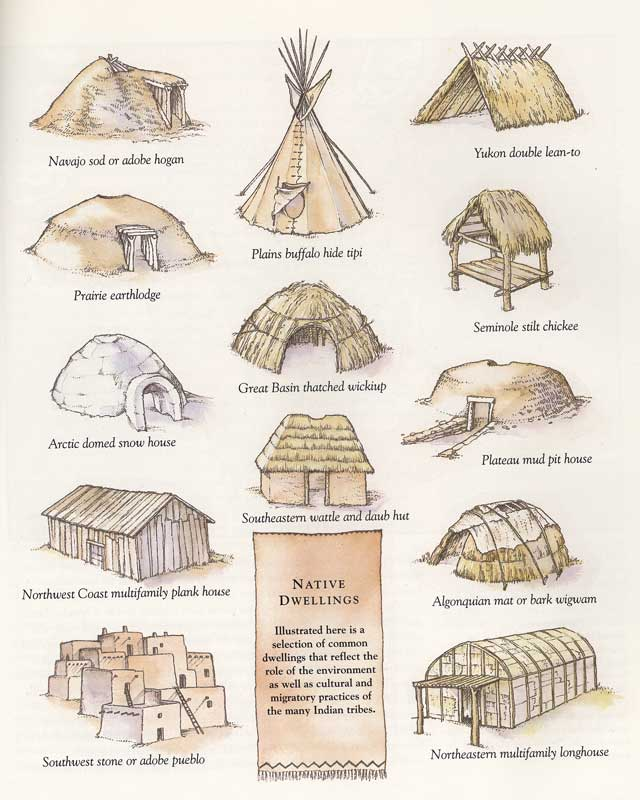 Navajo sod or adobe hogan
Plains buffalo hide tipi
Yukon double lean-to
Prairie earthlodge
Seminole stilt chickee
Great Basin thatched wickiup
Arctic domed snow house
Plateau mud pit house
Southeastern wattle and daub hut
Northwest Coast multifamily plank house
Algonquian mat or bark wigwam
Southwest stone or adobe pueblo
Northeastern multifamily longhouse
NATIVE
DWELLINGS
Illustrated here is a
selection of common
dwellings that reflect the
role of the environment
as well as cultural and
migratory practices of
the many Indian tribes.